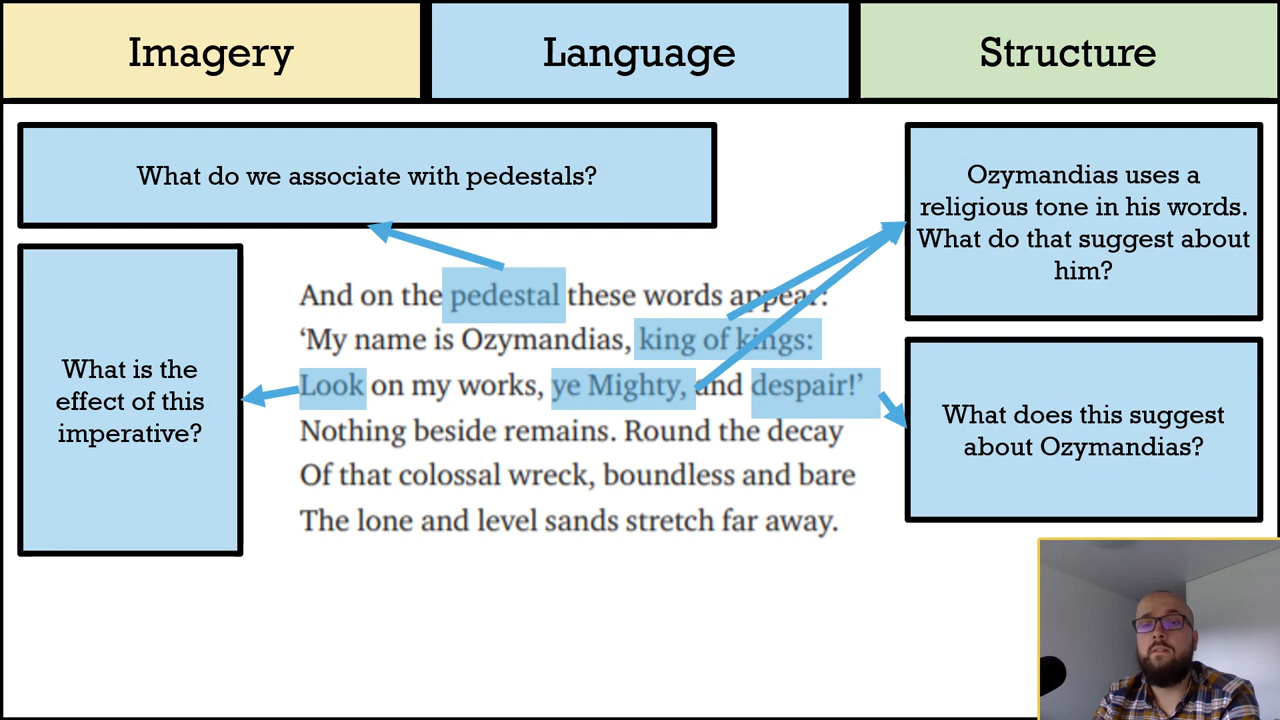 Imagery
Language
Structure
What do we associate with pedestals?
Ozymandias uses a
religious tone in his words.
What do that suggest about
him?
What is the
effect of this
imperative?
And on the pedestal these words appear:
‘My name is Ozymandias, king of kings:
Look on my works, ye Mighty, and despair!’
Nothing beside remains. Round the decay
Of that colossal wreck, boundless and bare
The lone and level sands stretch far away.
What does this suggest
about Ozymandias?